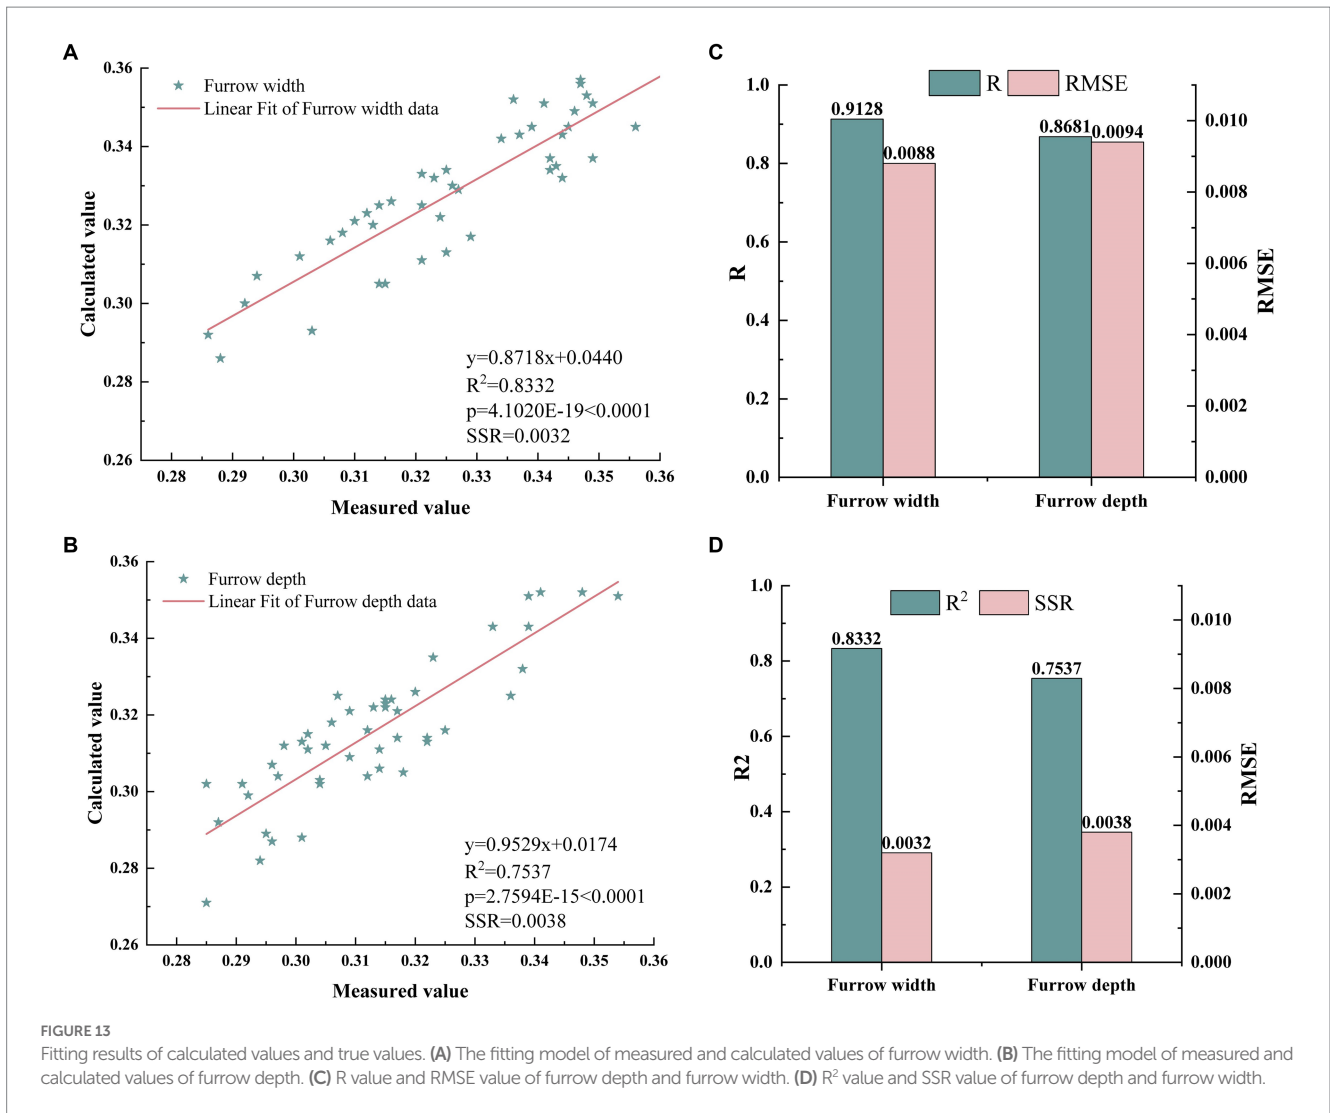 A
Furrow width
Linear Fit of Furrow width data
Calculated value
0.36
0.34
0.32
0.30
0.28
0.26
y=0.8718x+0.0440
R²=0.8332
p=4.1020E-19<0.0001
SSR=0.0032
0.28 0.29 0.30 0.31 0.32 0.33 0.34 0.35 0.36
Measured value
C
R RMSE
R
1.0
0.8
0.6
0.4
0.2
0.0
0.9128
0.0088
0.8681
0.0094
0.010
0.008
0.006
0.004
0.002
0.000
RMSE
Furrow width Furrow depth
B
Furrow depth
Linear Fit of Furrow depth data
Calculated value
0.36
0.34
0.32
0.30
0.28
0.26
y=0.9529x+0.0174
R²=0.7537
p=2.7594E-15<0.0001
SSR=0.0038
0.28 0.29 0.30 0.31 0.32 0.33 0.34 0.35 0.36
Measured value
D
R² SSR
R2
1.0
0.8
0.6
0.4
0.2
0.0
0.8332
0.0032
0.7537
0.0038
0.010
0.008
0.006
0.004
0.002
0.000
RMSE
Furrow width Furrow depth
FIGURE 13
Fitting results of calculated values and true values. (A) The fitting model of measured and calculated values of furrow width. (B) The fitting model of measured and
calculated values of furrow depth. (C) R value and RMSE value of furrow depth and furrow width. (D) R² value and SSR value of furrow depth and furrow width.